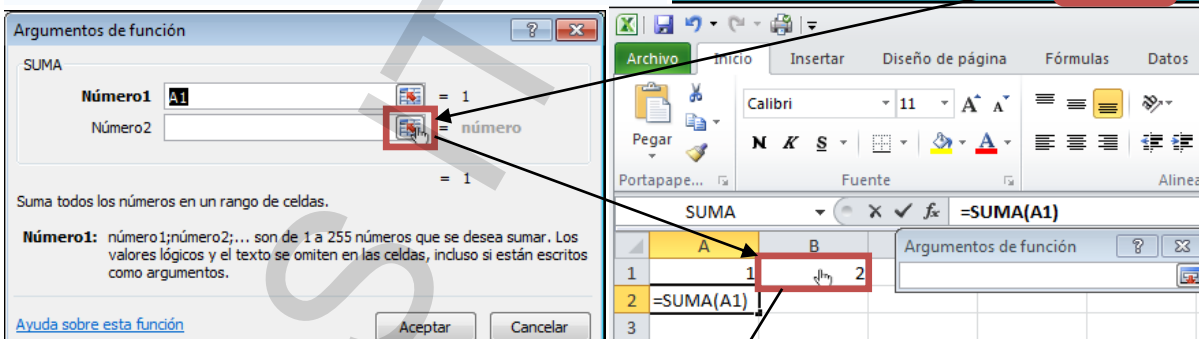 Argumentos de función
SUMA
Número1 A1 = 1
Número2 = número
= 1
Suma todos los números en un rango de celdas.
Número1: número1;número2;... son de 1 a 255 números que se desea sumar. Los
valores lógicos y el texto se omiten en las celdas, incluso si están escritos
como argumentos.
Ayuda sobre esta función
Aceptar Cancelar
Archivo Inicio Insertar Diseño de página Fórmulas Datos
Calibri 11
Pegar
N K S
Portapape... Fuente Alinea
SUMA fx =SUMA(A1)
A B Argumentos de función
1 1 2
2 =SUMA(A1)
3